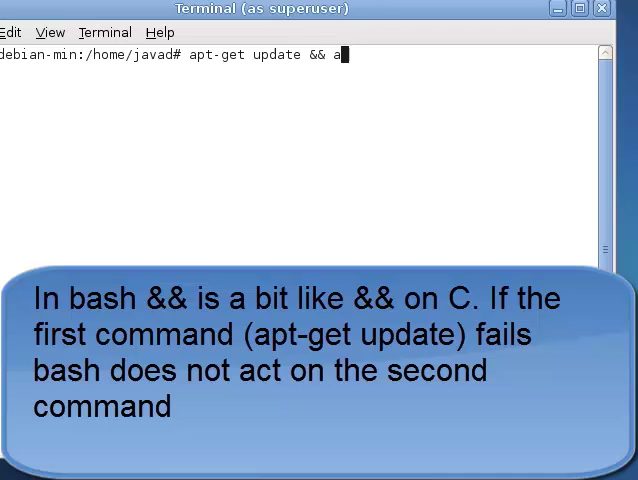 Terminal (as superuser)
Edit View Terminal Help
debian-min:/home/javad# apt-get update && a
In bash && is a bit like && on C. If the
first command (apt-get update) fails
bash does not act on the second
command